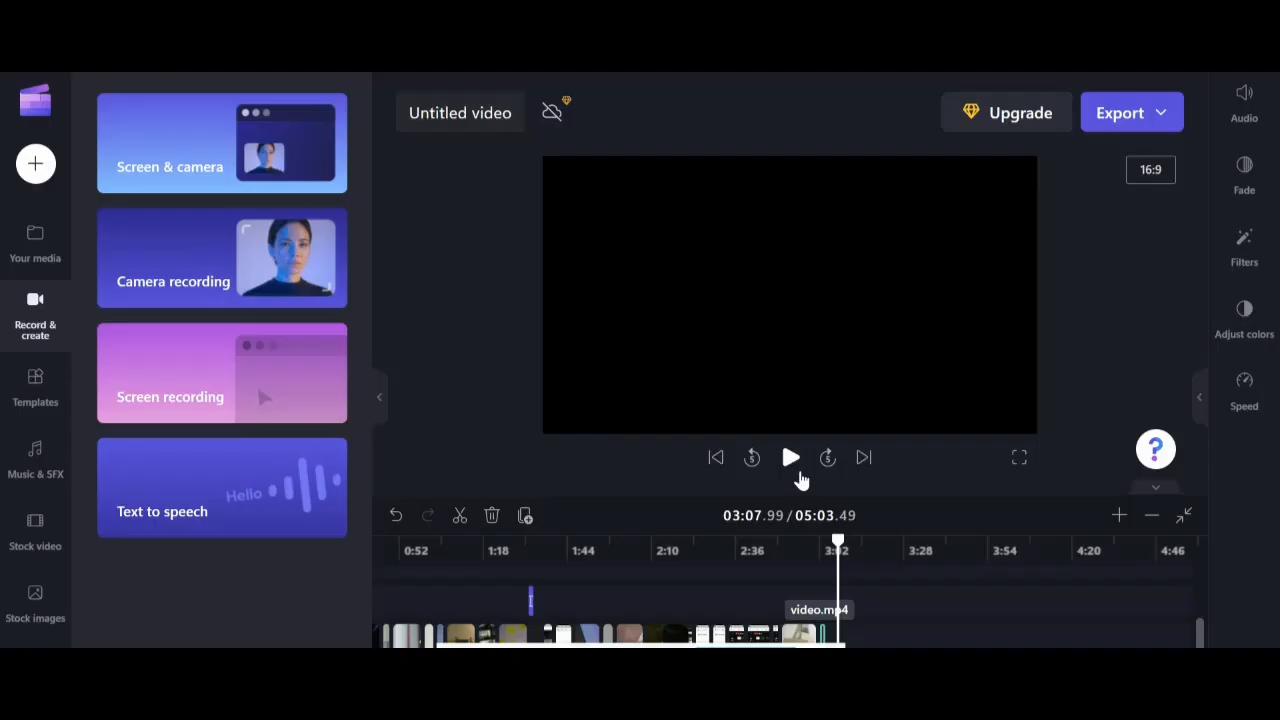 Untitled video
Upgrade
Export
Audio
Screen & camera
16:9
Fade
Your media
Filters
Camera recording
Record &
create
Adjust colors
Screen recording
Templates
Speed
5
5
?
Music & SFX
Hello
Text to speech
03:07.99 / 05:03.49
Stock video
0:52 1:18 1:44 2:10 2:36 3:02 3:28 3:54 4:20 4:46
Stock images
video.mp4